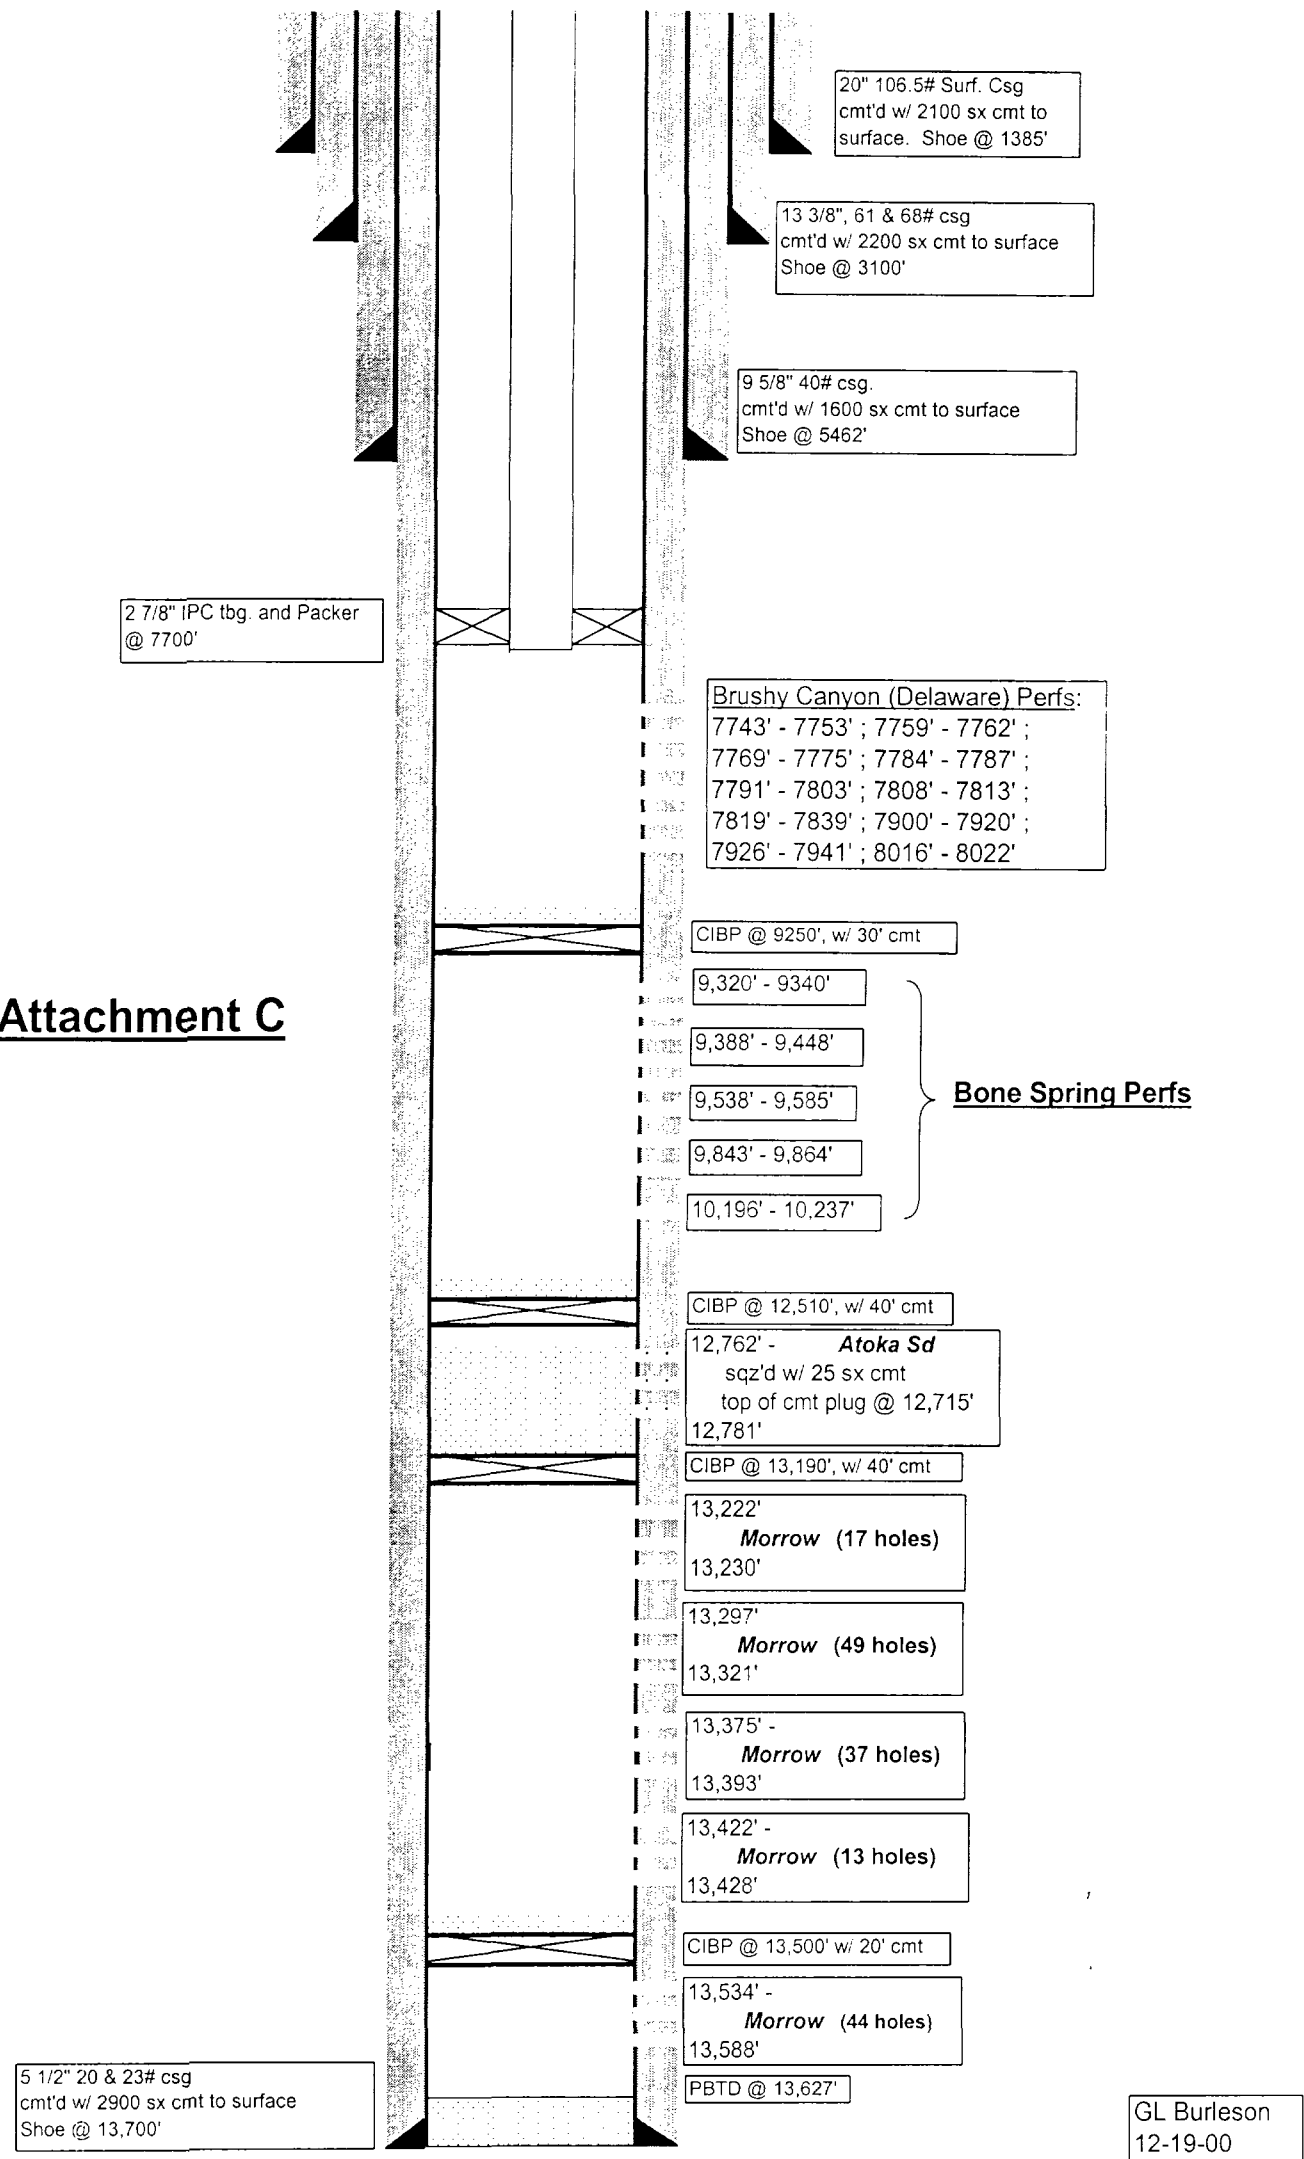 20" 106.5# Surf. Csg
cmt'd w/ 2100 sx cmt to
surface. Shoe @ 1385'
13 3/8", 61 & 68# csg
cmt'd w/ 2200 sx cmt to surface
Shoe @ 3100'
9 5/8" 40# csg.
cmt'd w/ 1600 sx cmt to surface
Shoe @ 5462'
2 7/8" IPC tbg. and Packer
@ 7700'
Brushy Canyon (Delaware) Perfs:
7743' - 7753' ; 7759' - 7762' ;
7769' - 7775' ; 7784' - 7787' ;
7791' - 7803' ; 7808' - 7813' ;
7819' - 7839' ; 7900' - 7920' ;
7926' - 7941' ; 8016' - 8022'
CIBP @ 9250', w/ 30' cmt
9,320' - 9340'
Attachment C
9,388' - 9,448'
9,538' - 9,585'
Bone Spring Perfs
9,843' - 9,864'
10,196' - 10,237'
CIBP @ 12,510', w/ 40' cmt
12,762' - Atoka Sd
sqz'd w/ 25 sx cmt
top of cmt plug @ 12,715'
12,781'
CIBP @ 13,190', w/ 40' cmt
13,222'
Morrow (17 holes)
13,230'
13,297'
Morrow (49 holes)
13,321'
13,375' -
Morrow (37 holes)
13,393'
13,422' -
Morrow (13 holes)
13,428'
CIBP @ 13,500' w/ 20' cmt
13,534' -
Morrow (44 holes)
13,588'
PBTD @ 13,627'
5 1/2" 20 & 23# csg
cmt'd w/ 2900 sx cmt to surface
Shoe @ 13,700'
GL Burleson
12-19-00